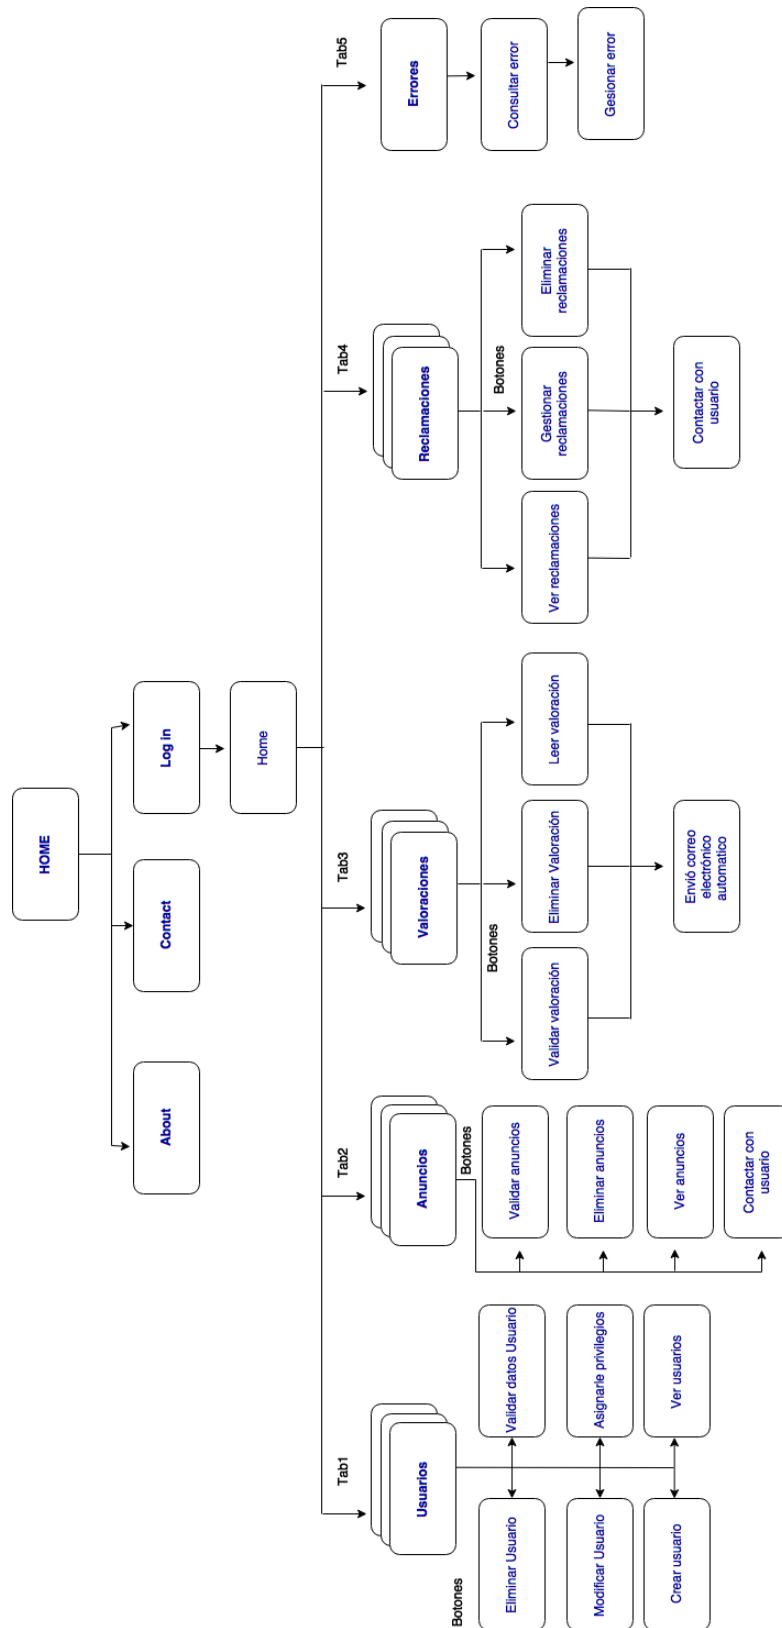 HOME
About
Contact
Log in
Home
Tab1
Tab2
Tab3
Tab4
Tab5
Usuarios
Botones
Eliminar Usuario
Validar datos Usuario
Modificar Usuario
Asignarle privilegios
Crear usuario
Ver usuarios
Anuncios
Botones
Validar anuncios
Eliminar anuncios
Ver anuncios
Contactar con
usuario
Valoraciones
Botones
Validar valoración
Eliminar Valoración
Leer valoración
Envió correo
electrónico
automatico
Reclamaciones
Botones
Ver reclamaciones
Gestionar
reclamaciones
Eliminar
reclamaciones
Contactar con
usuario
Errores
Consultar error
Gesionar error